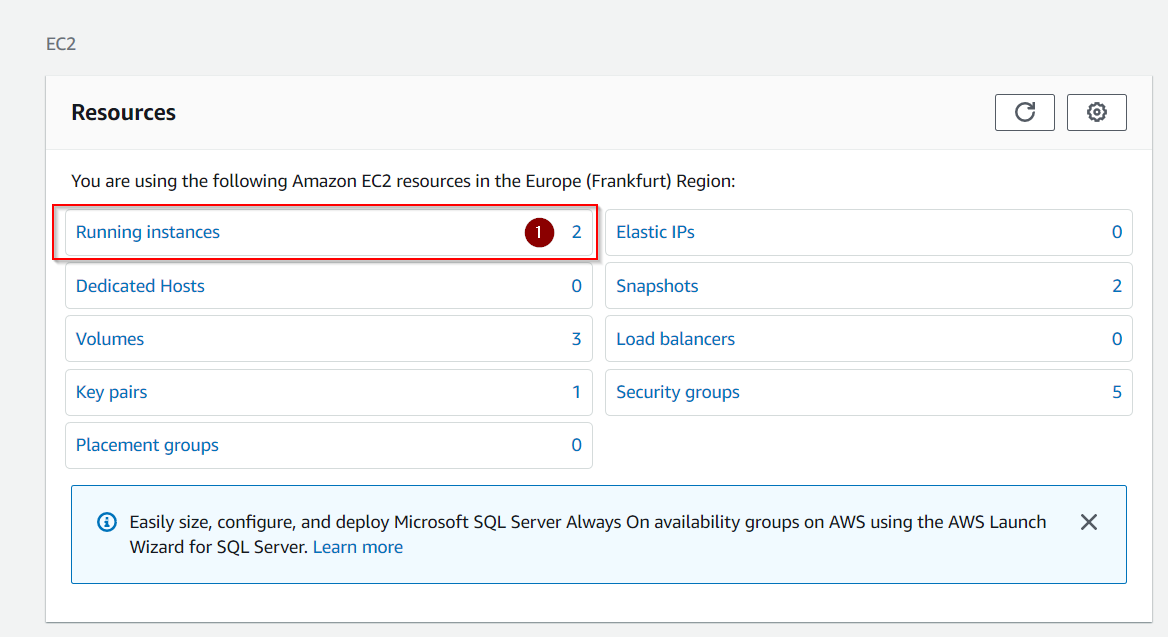 EC2
Resources
You are using the following Amazon EC2 resources in the Europe (Frankfurt) Region:
Running instances 1 2
Elastic IPs 0
Dedicated Hosts 0
Snapshots 2
Volumes 3
Load balancers 0
Key pairs 1
Security groups 5
Placement groups 0
Easily size, configure, and deploy Microsoft SQL Server Always On availability groups on AWS using the AWS Launch
Wizard for SQL Server. Learn more